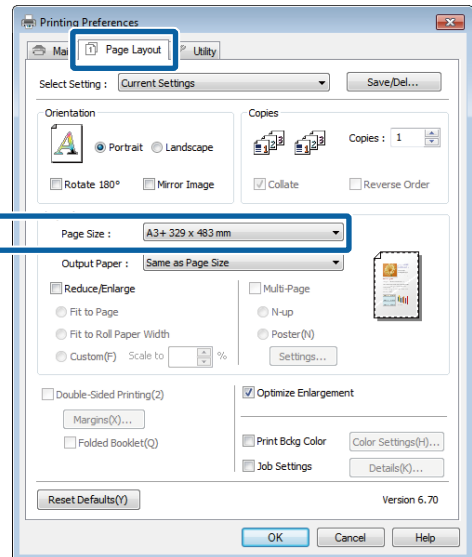 Printing Preferences
Mai Page Layout Utility
Select Setting : Current Settings Save/Del...
Orientation Copies
Portrait Landscape Copies : 1
Rotate 180° Mirror Image Collate Reverse Order
Page Size : A3+ 329 x 483 mm
Output Paper : Same as Page Size
Reduce/Enlarge Multi-Page
Fit to Page N-up
Fit to Roll Paper Width Poster(N)
Custom(F) Scale to % Settings...
Double-Sided Printing(2) Optimize Enlargement
Margins(X)...
Folded Booklet(Q) Print Bckg Color Color Settings(H)...
Job Settings Details(K)...
Reset Defaults(Y) Version 6.70
OK Cancel Help